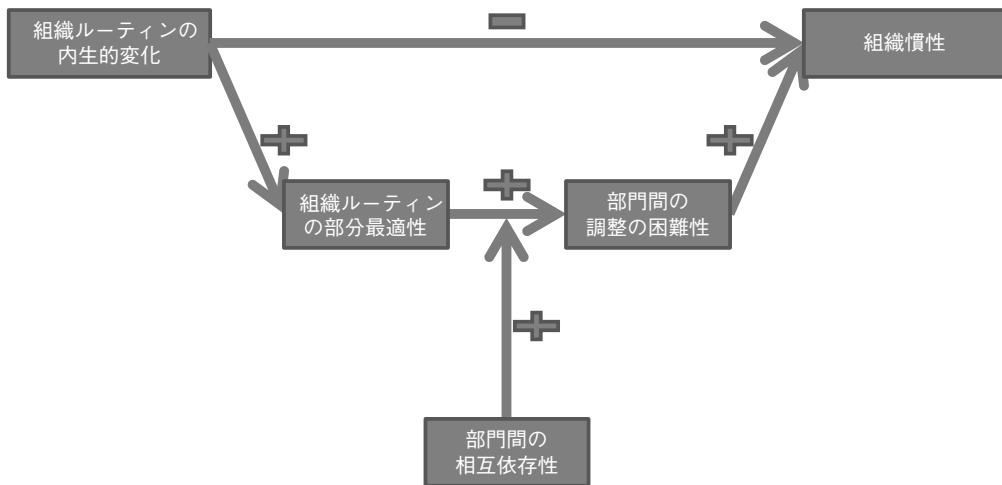 組織ルーティンの
内生的変化
組織慣性
組織ルーティン
の部分最適性
部門間の
調整の困難性
部門間の
相互依存性